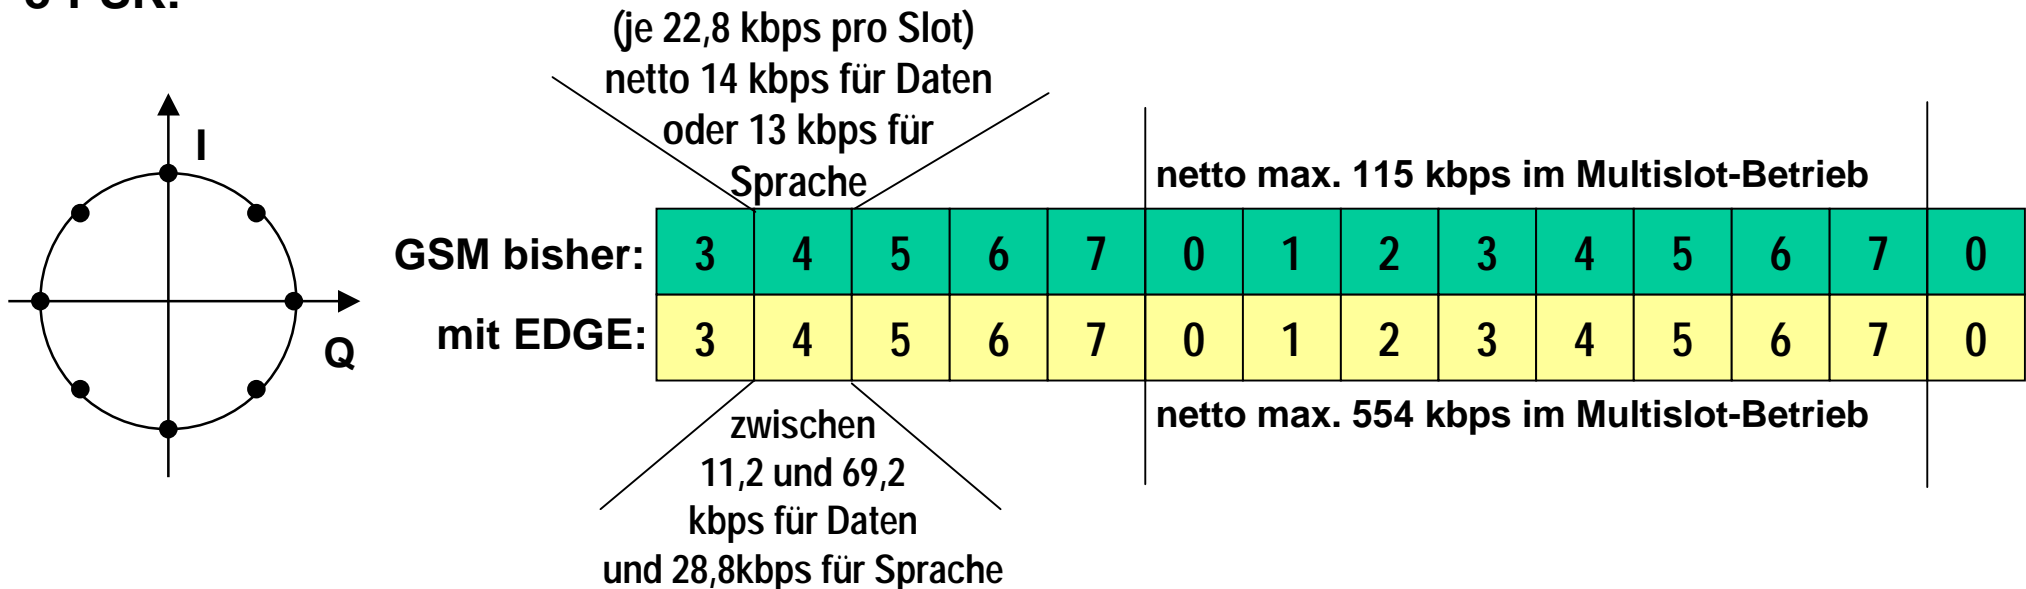 (je 22,8 kbps pro Slot)
netto 14 kbps für Daten
oder 13 kbps für
Sprache
I
Q
netto max. 115 kbps im Multislot-Betrieb
GSM bisher: 3 4 5 6 7 0 1 2 3 4 5 6 7 0
mit EDGE: 3 4 5 6 7 0 1 2 3 4 5 6 7 0
netto max. 554 kbps im Multislot-Betrieb
zwischen
11,2 und 69,2
kbps für Daten
und 28,8kbps für Sprache